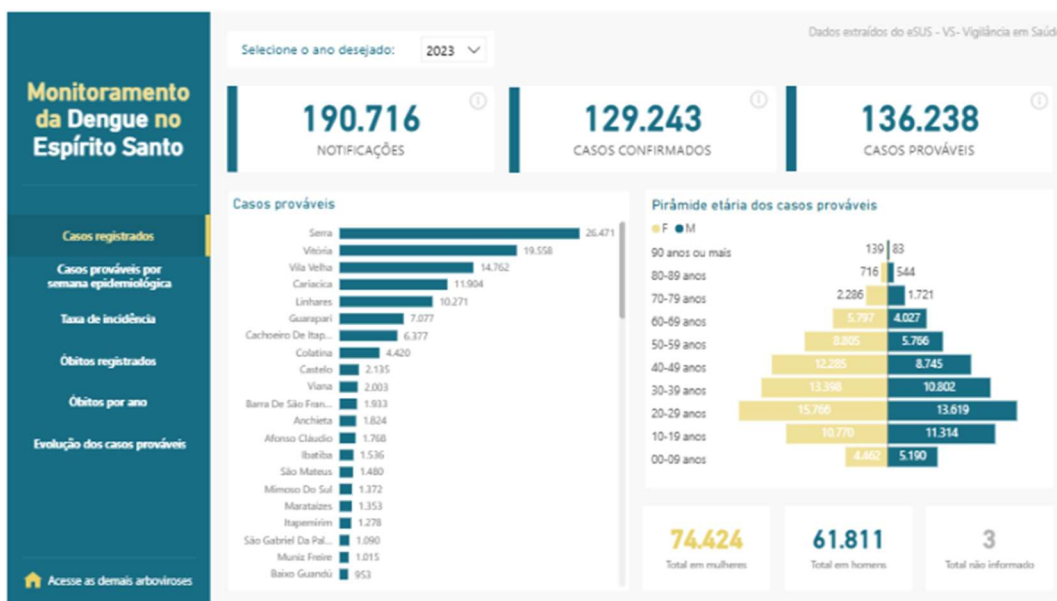 Dados extraídos do eSUS - VS- Vigilância em Saúde
Selecione o ano desejado: 2023
Monitoramento
da Dengue no
Espírito Santo
190.716
NOTIFICAÇÕES
129.243
CASOS CONFIRMADOS
136.238
CASOS PROVÁVEIS
Casos registrados
Casos prováveis por
semana epidemiológica
Taxa de incidência
Óbitos registrados
Óbitos por ano
Evolução dos casos prováveis
Acesse as demais arboviroses
Casos prováveis
Serra 26.471
Vitória 19.558
Vila Velha 14.762
Cariacica 11.904
Linhares 10.271
Guarapari 7.077
Cachoeiro De Itap... 6.377
Colatina 4.420
Castelo 2.135
Viana 2.003
Barra De São Fran... 1.933
Anchieta 1.824
Afonso Cláudio 1.768
Ibatiba 1.536
São Mateus 1.480
Mimoso Do Sul 1.372
Marataízes 1.353
Itapemirim 1.278
São Gabriel Da Pal... 1.090
Muniz Freire 1.015
Baixo Guandú 953
Pirâmide etária dos casos prováveis
F M
90 anos ou mais 139 83
80-89 anos 716 544
70-79 anos 2.286 1.721
60-69 anos 5.797 4.027
50-59 anos 8.805 5.766
40-49 anos 12.285 8.745
30-39 anos 13.398 10.802
20-29 anos 15.766 13.619
10-19 anos 10.770 11.314
00-09 anos 4.462 5.190
74.424
Total em mulheres
61.811
Total em homens
3
Total não informado